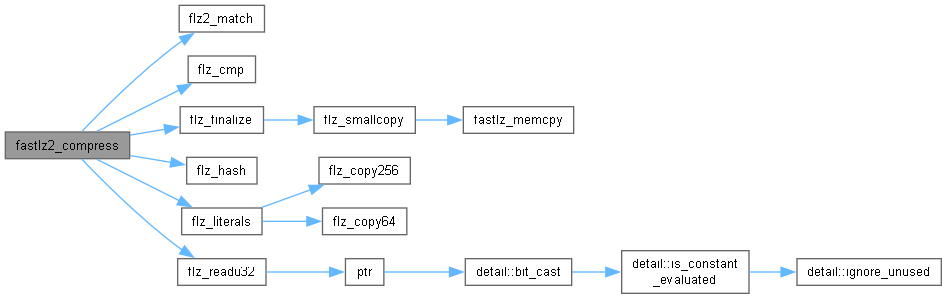 flz2_match
flz_cmp
flz_finalize
flz_smallcopy
fastlz_memcpy
fastlz2_compress
flz_hash
flz_copy256
flz_literals
flz_copy64
flz_readu32
ptr
detail::bit_cast
detail::is_constant
_evaluated
detail::ignore_unused